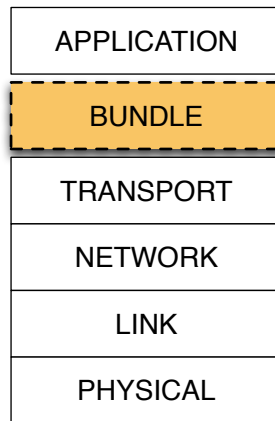 APPLICATION
BUNDLE
TRANSPORT
NETWORK
LINK
PHYSICAL